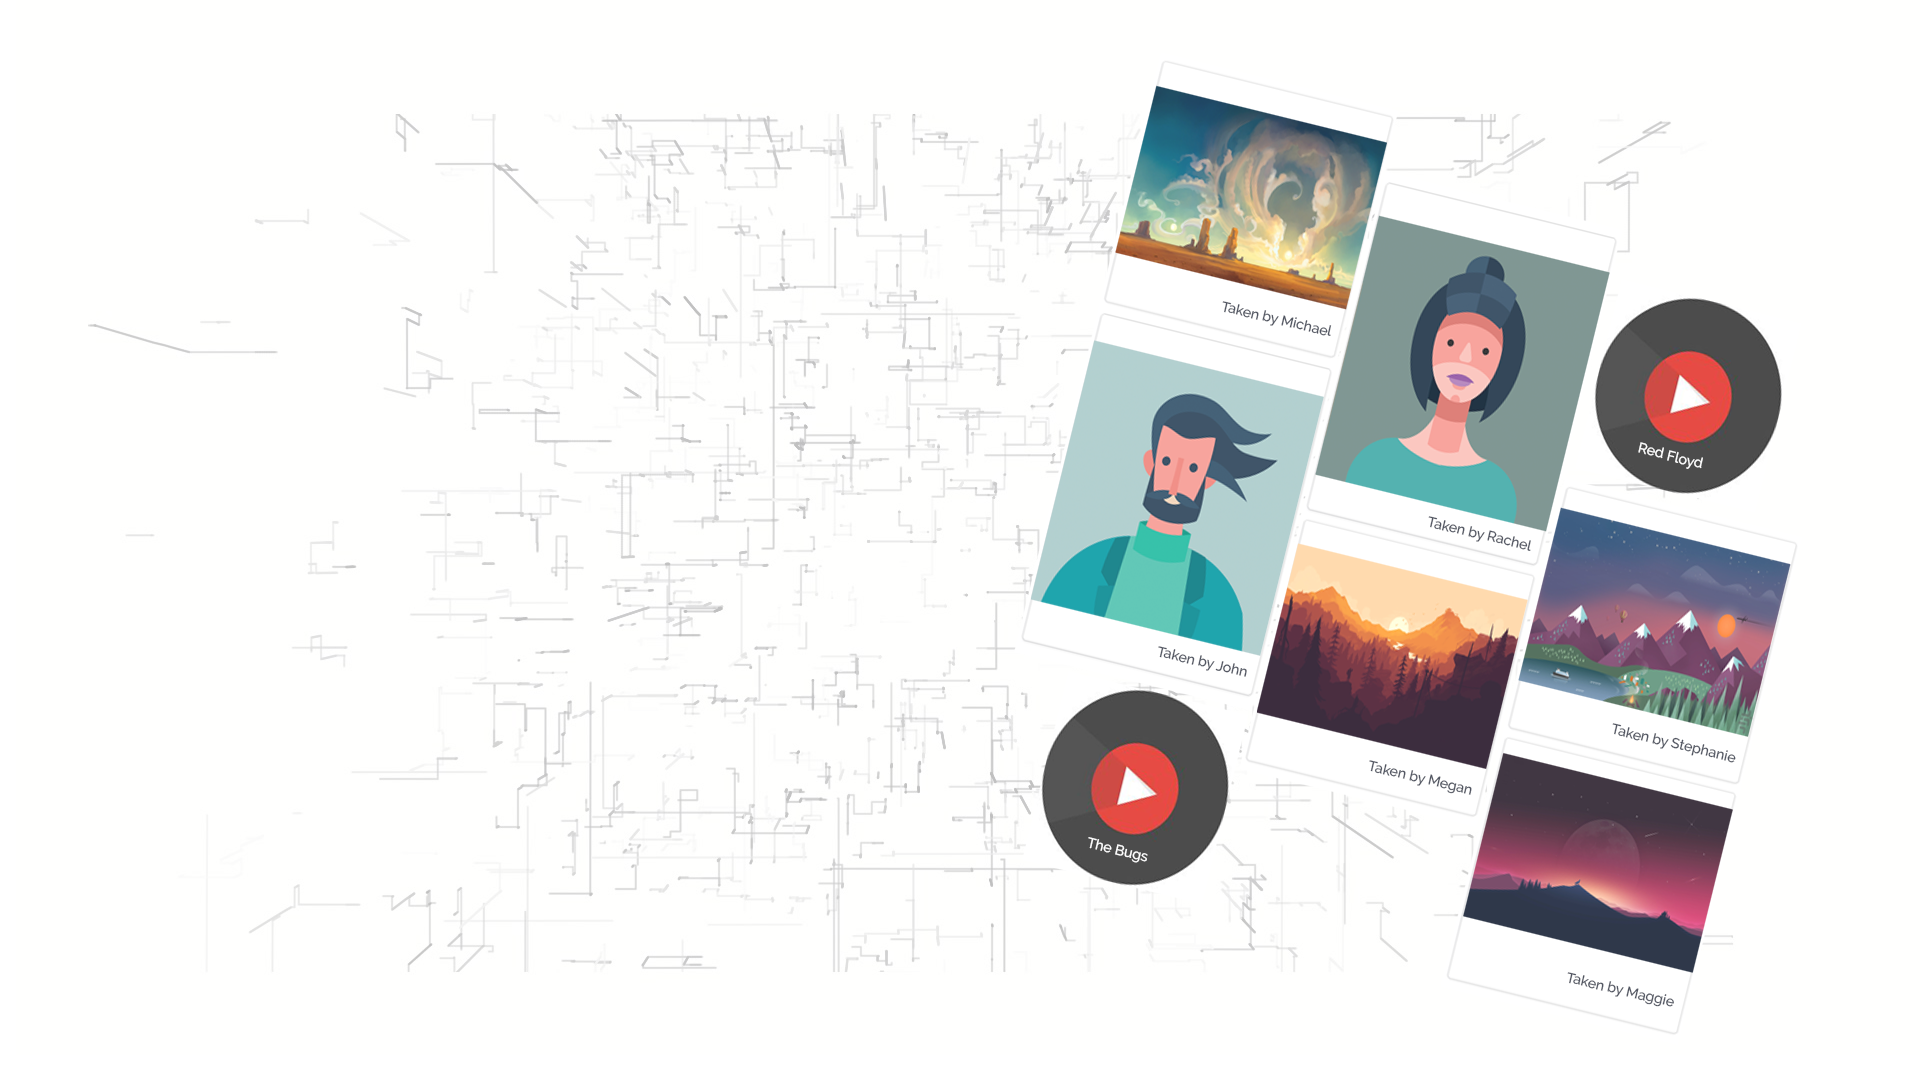 Taken by Michael
Taken by Rachel
Red Floyd
Taken by John
Taken by Megan
Taken by Stephanie
The Bugs
Taken by Maggie